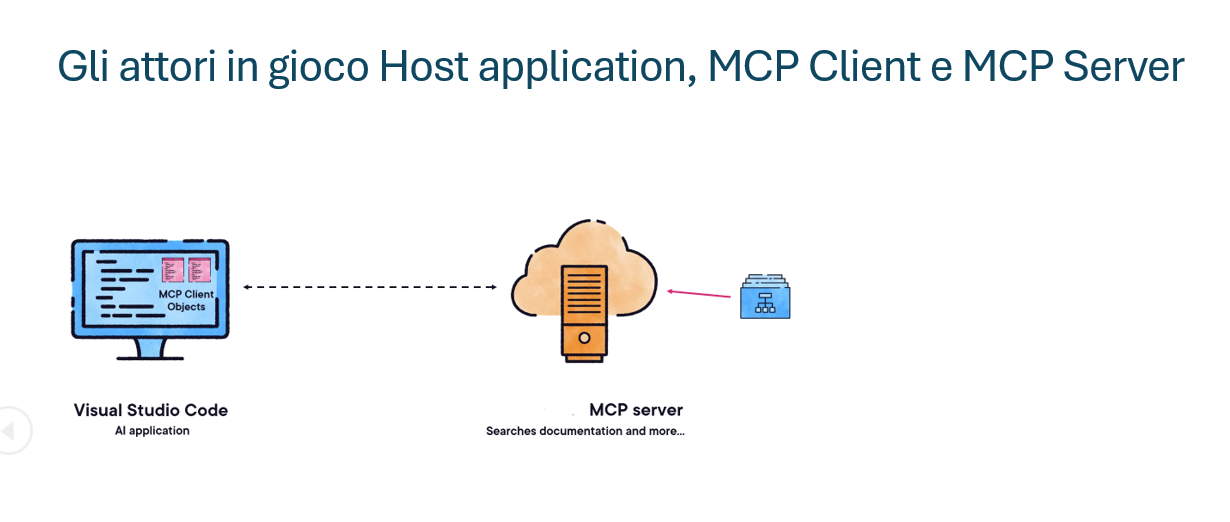 Gli attori in gioco Host application, MCP Client e MCP Server
MCP Client
Objects
Visual Studio Code
AI application
MCP server
Searches documentation and more...